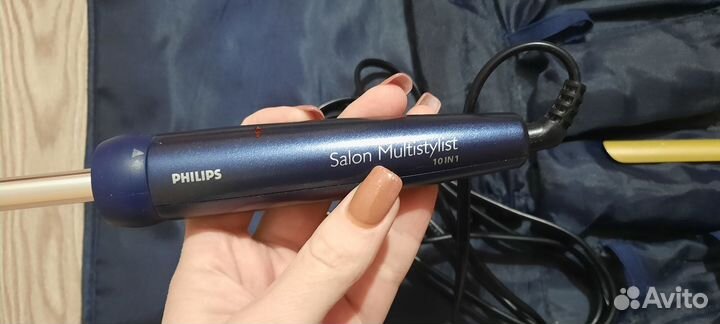 PHILIPS
Salon Multistylist
10 IN 1
Avito